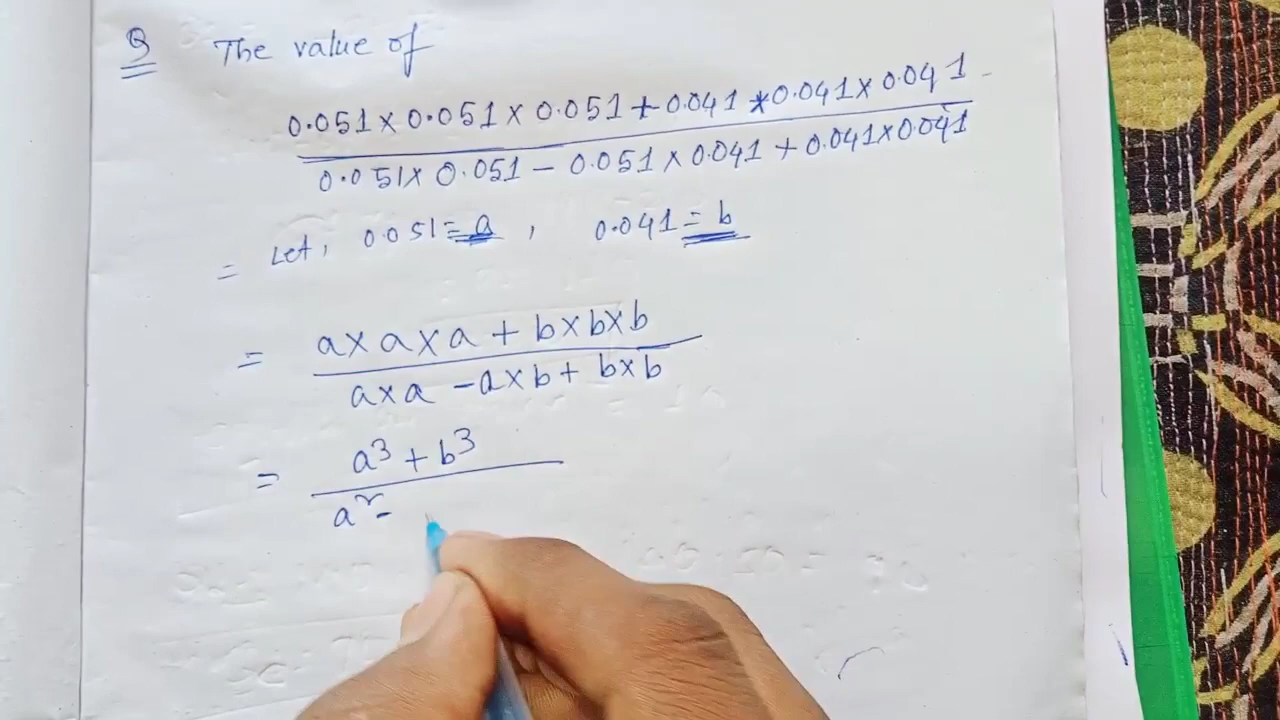 Q The value of
0.051 × 0.051 × 0.051 + 0.041 * 0.041 × 0.041
0.051 × 0.051 - 0.051 × 0.041 + 0.041 × 0.041
= Let, 0.051 = a , 0.041 = b
= a × a × a + b × b × b
a × a - a × b + b × b
= a³ + b³
a² -